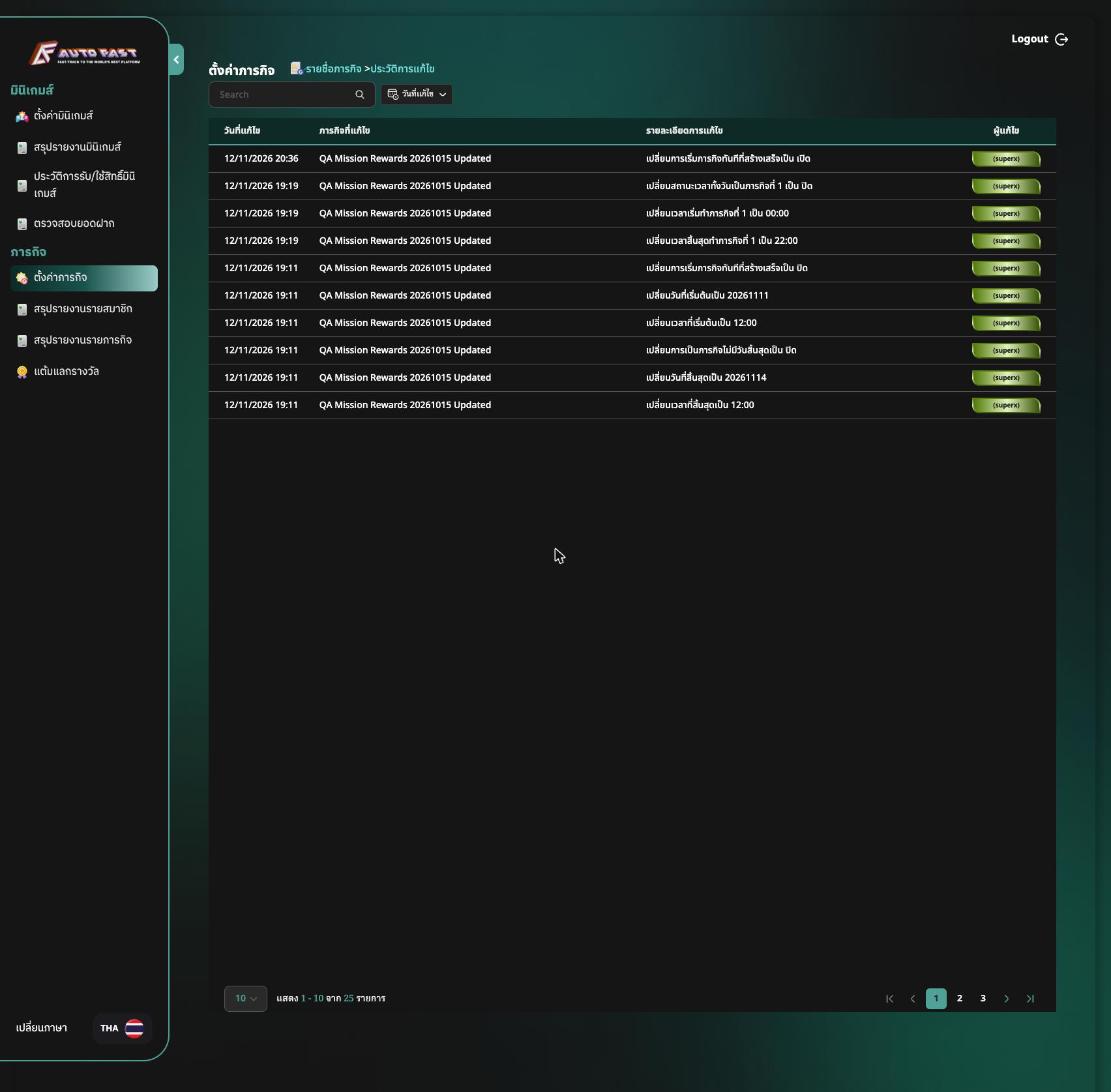 AUTO FAST
FAST TRACK TO THE WORLD'S BEST PLATFORM
มินิเกมส์
ตั้งค่ามินิเกมส์
สรุปรายงานมินิเกมส์
ประวัติการรับ/ใช้สิทธิ์มินิ
เกมส์
ตรวจสอบยอดฝาก
ภารกิจ
ตั้งค่าภารกิจ
สรุปรายงานรายสมาชิก
สรุปรายงานรายภารกิจ
แต้มแลกรางวัล
เปลี่ยนภาษา THA
Logout
ตั้งค่าภารกิจ รายชื่อภารกิจ >ประวัติการแก้ไข
Search วันที่แก้ไข
วันที่แก้ไข ภารกิจที่แก้ไข รายละเอียดการแก้ไข ผู้แก้ไข
12/11/2026 20:36 QA Mission Rewards 20261015 Updated เปลี่ยนการเริ่มภารกิจทันทีที่สร้างเสร็จเป็น เปิด (superx)
12/11/2026 19:19 QA Mission Rewards 20261015 Updated เปลี่ยนสถานะเวลาทั้งวันเป็นภารกิจที่ 1 เป็น ปิด (superx)
12/11/2026 19:19 QA Mission Rewards 20261015 Updated เปลี่ยนเวลาเริ่มทำภารกิจที่ 1 เป็น 00:00 (superx)
12/11/2026 19:19 QA Mission Rewards 20261015 Updated เปลี่ยนเวลาสิ้นสุดทำภารกิจที่ 1 เป็น 22:00 (superx)
12/11/2026 19:11 QA Mission Rewards 20261015 Updated เปลี่ยนการเริ่มภารกิจทันทีที่สร้างเสร็จเป็น ปิด (superx)
12/11/2026 19:11 QA Mission Rewards 20261015 Updated เปลี่ยนวันที่เริ่มต้นเป็น 20261111 (superx)
12/11/2026 19:11 QA Mission Rewards 20261015 Updated เปลี่ยนเวลาที่เริ่มต้นเป็น 12:00 (superx)
12/11/2026 19:11 QA Mission Rewards 20261015 Updated เปลี่ยนการเป็นภารกิจไม่มีวันสิ้นสุดเป็น ปิด (superx)
12/11/2026 19:11 QA Mission Rewards 20261015 Updated เปลี่ยนวันที่สิ้นสุดเป็น 20261114 (superx)
12/11/2026 19:11 QA Mission Rewards 20261015 Updated เปลี่ยนเวลาที่สิ้นสุดเป็น 12:00 (superx)
10 แสดง 1 - 10 จาก 25 รายการ 1 2 3